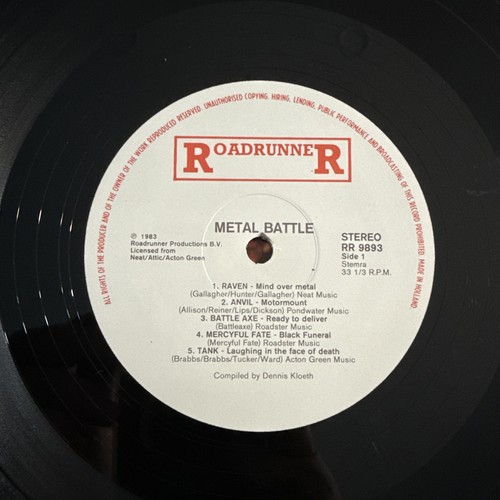 ALL RIGHTS OF THE PRODUCER AND OF THE OWNER OF THE WORK REPRODUCED RESERVED. UNAUTHORISED COPYING, HIRING, LENDING, PUBLIC PERFORMANCE AND BROADCASTING OF THIS RECORD PROHIBITED. MADE IN HOLLAND
ROADRUNNER
METAL BATTLE
℗ 1983
Roadrunner Productions B.V.
Licensed from
Neat/Attic/Acton Green
STEREO
RR 9893
Side 1
Stemra
33 1/3 R.P.M.
1. RAVEN - Mind over metal
(Gallagher/Hunter/Gallagher) Neat Music
2. ANVIL - Motormount
(Allison/Reiner/Lips/Dickson) Pondwater Music
3. BATTLE AXE - Ready to deliver
(Battleaxe) Roadster Music
4. MERCYFUL FATE - Black Funeral
(Mercyful Fate) Roadster Music
5. TANK - Laughing in the face of death
(Brabbs/Brabbs/Tucker/Ward) Acton Green Music
Compiled by Dennis Kloeth